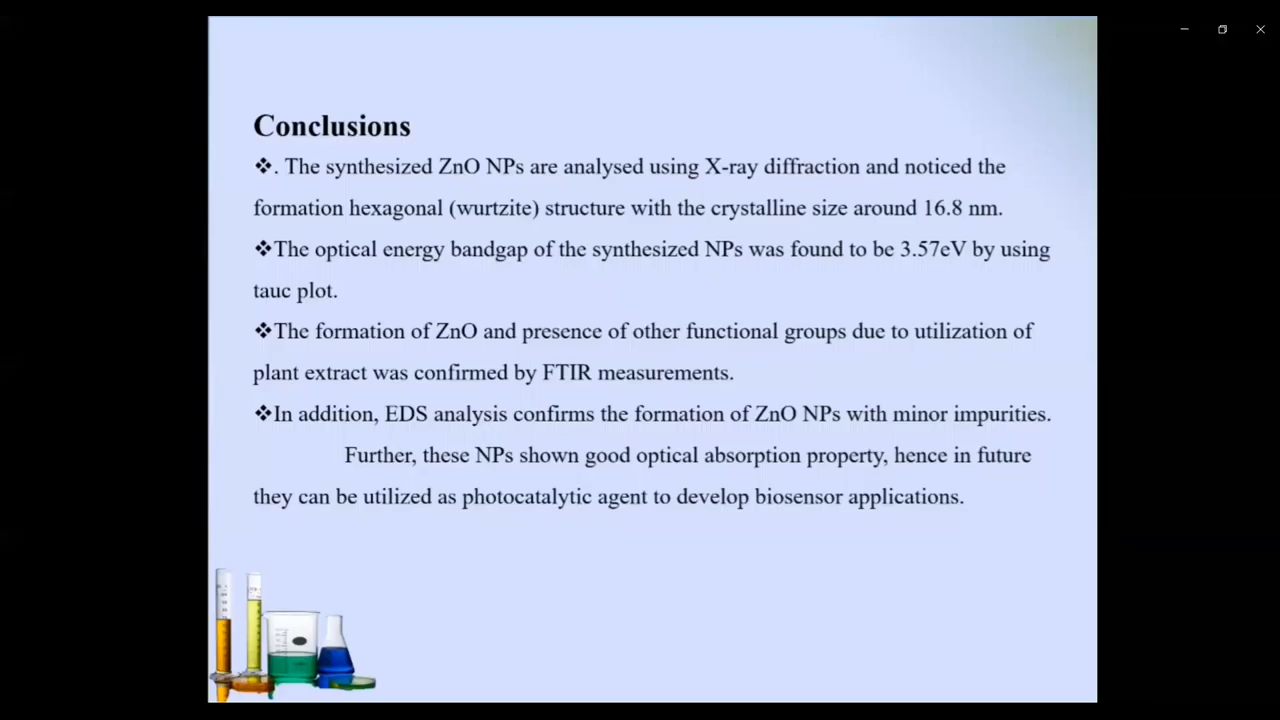 Conclusions
❖. The synthesized ZnO NPs are analysed using X-ray diffraction and noticed the
formation hexagonal (wurtzite) structure with the crystalline size around 16.8 nm.
❖The optical energy bandgap of the synthesized NPs was found to be 3.57eV by using
tauc plot.
❖The formation of ZnO and presence of other functional groups due to utilization of
plant extract was confirmed by FTIR measurements.
❖In addition, EDS analysis confirms the formation of ZnO NPs with minor impurities.
Further, these NPs shown good optical absorption property, hence in future
they can be utilized as photocatalytic agent to develop biosensor applications.